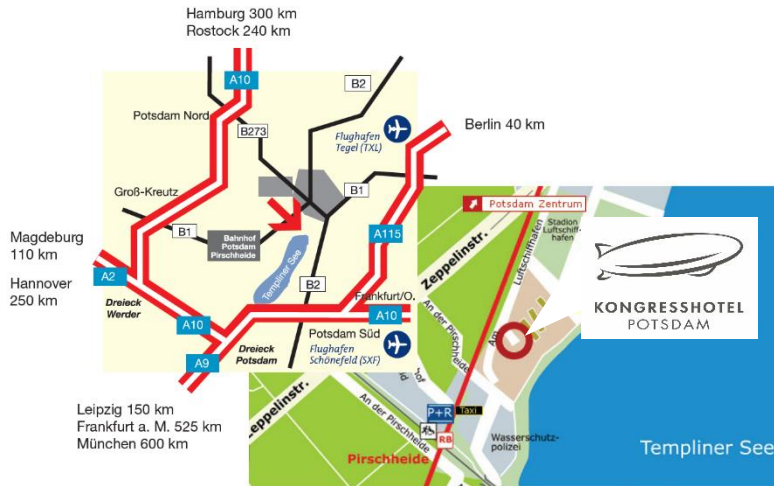 Hamburg 300 km
Rostock 240 km
A10
B2
Potsdam Nord
B273
Flughafen
Tegel (TXL)
Berlin 40 km
Groß-Kreutz
B1
B1
Bahnhof
Potsdam
Pirschheide
A115
Magdeburg
110 km
Hannover
250 km
A2
Dreieck
Werder
Templiner See
B2
Frankfurt/O.
A10
A10
Potsdam Süd
Dreieck
Potsdam
Flughafen
Schönefeld (SXF)
A9
Leipzig 150 km
Frankfurt a. M. 525 km
München 600 km
Potsdam Zentrum
Stadion
Luftschiff-
hafen
Zeppelinstr.
Luftschiffhafen
Am
KONGRESSHOTEL
POTSDAM
An der Pirschheide
Zeppelinstr.
An der Pirschheide
P+R
Taxi
RB
Pirschheide
Wasserschutz-
polizei
Templiner See